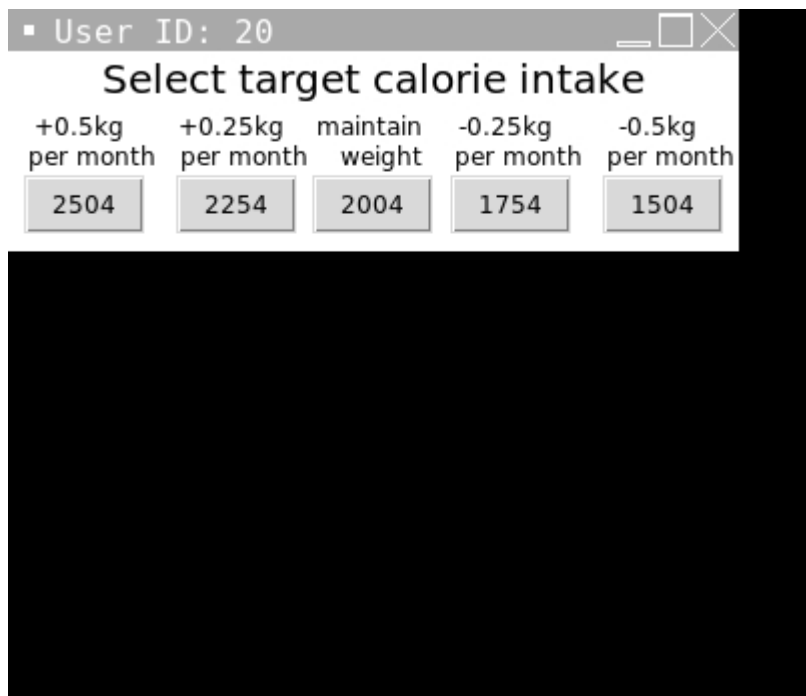 User ID: 20
Select target calorie intake
+0.5kg +0.25kg maintain -0.25kg -0.5kg
per month per month weight per month per month
2504 2254 2004 1754 1504